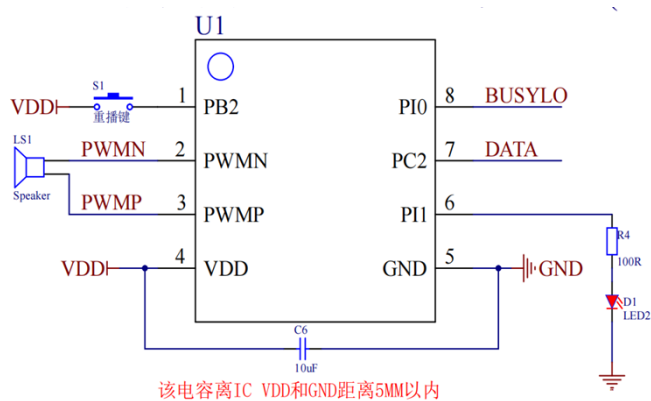 U1
S1
VDD
重播键
1
PB2
PI0
8
BUSYLO
LS1
PWMN
2
PWMN
PC2
7
DATA
Speaker
PWMP
3
PWMP
PI1
6
R4
100R
VDD
4
VDD
GND
5
GND
D1
LED2
C6
10uF
该电容离IC VDD和GND距离5MM以内